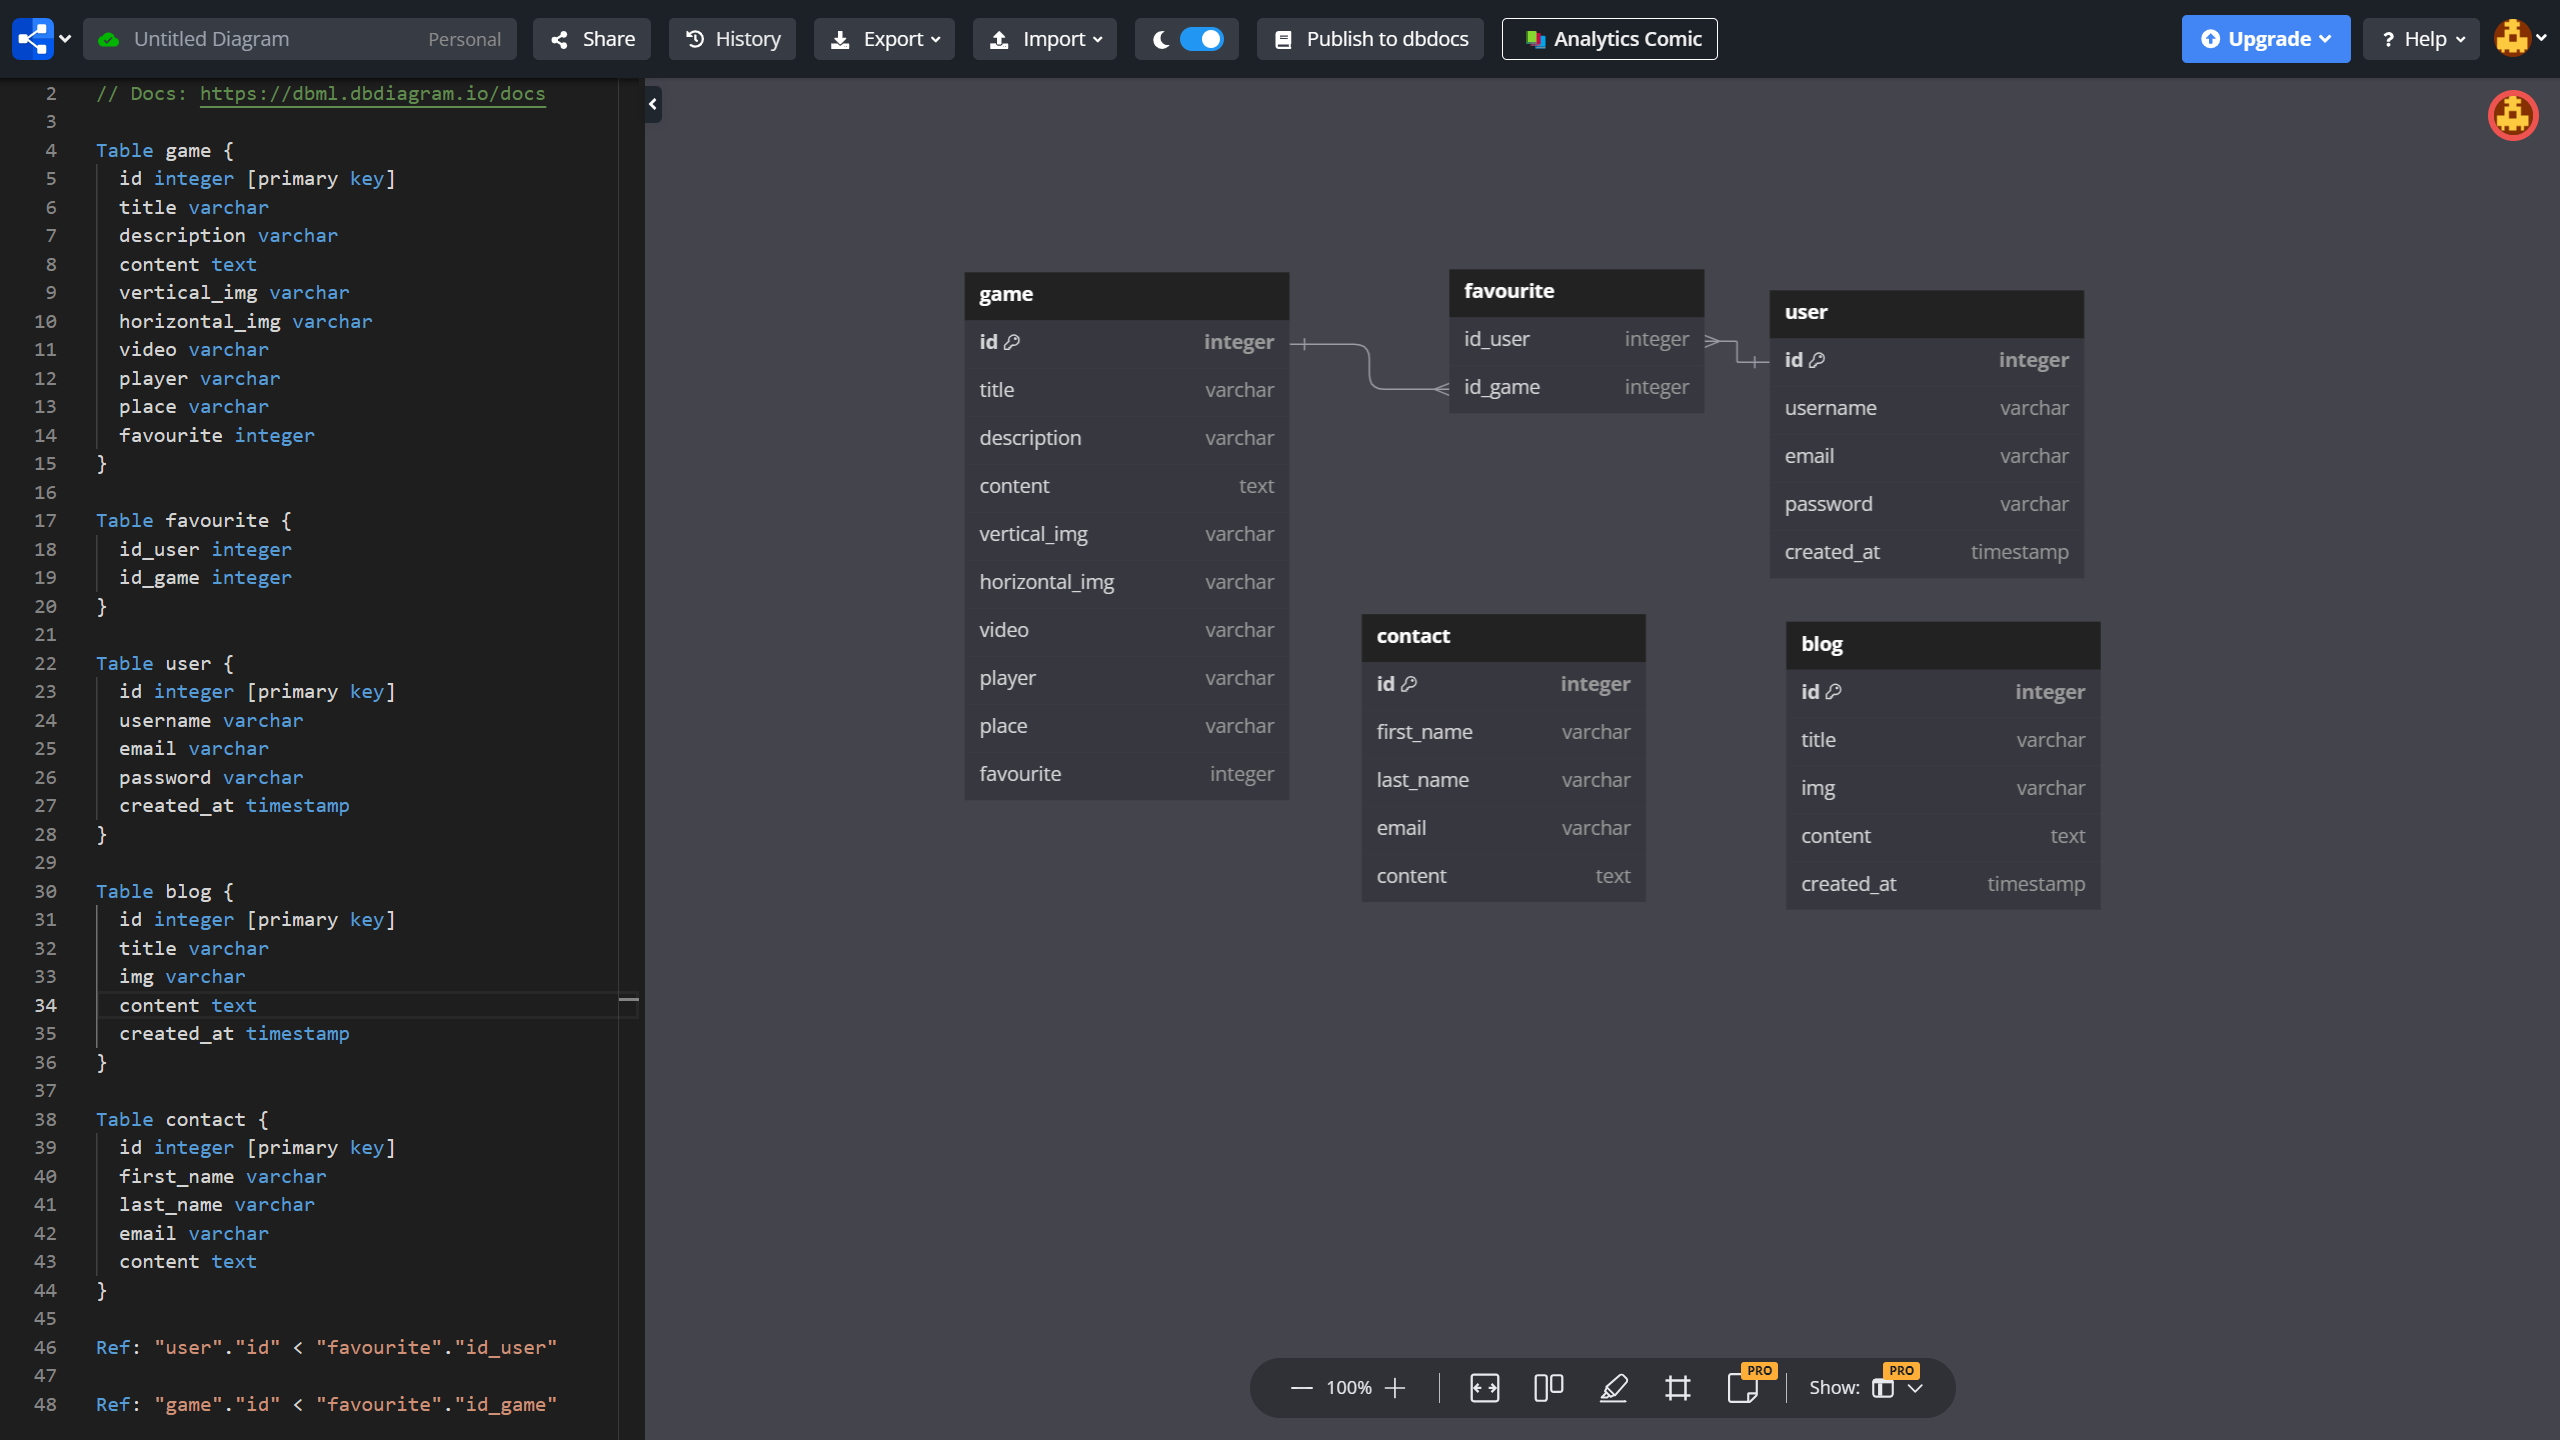 Untitled Diagram Personal Share History Export Import Publish to dbdocs Analytics Comic Upgrade ? Help
2 // Docs: https://dbml.dbdiagram.io/docs
3
4 Table game {
5 id integer [primary key]
6 title varchar
7 description varchar
8 content text
9 vertical_img varchar
10 horizontal_img varchar
11 video varchar
12 player varchar
13 place varchar
14 favourite integer
15 }
16
17 Table favourite {
18 id_user integer
19 id_game integer
20 }
21
22 Table user {
23 id integer [primary key]
24 username varchar
25 email varchar
26 password varchar
27 created_at timestamp
28 }
29
30 Table blog {
31 id integer [primary key]
32 title varchar
33 img varchar
34 content text
35 created_at timestamp
36 }
37
38 Table contact {
39 id integer [primary key]
40 first_name varchar
41 last_name varchar
42 email varchar
43 content text
44 }
45
46 Ref: "user"."id" < "favourite"."id_user"
47
48 Ref: "game"."id" < "favourite"."id_game"
game
id integer
title varchar
description varchar
content text
vertical_img varchar
horizontal_img varchar
video varchar
player varchar
place varchar
favourite integer
favourite
id_user integer
id_game integer
user
id integer
username varchar
email varchar
password varchar
created_at timestamp
contact
id integer
first_name varchar
last_name varchar
email varchar
content text
blog
id integer
title varchar
img varchar
content text
created_at timestamp
100% PRO Show: PRO